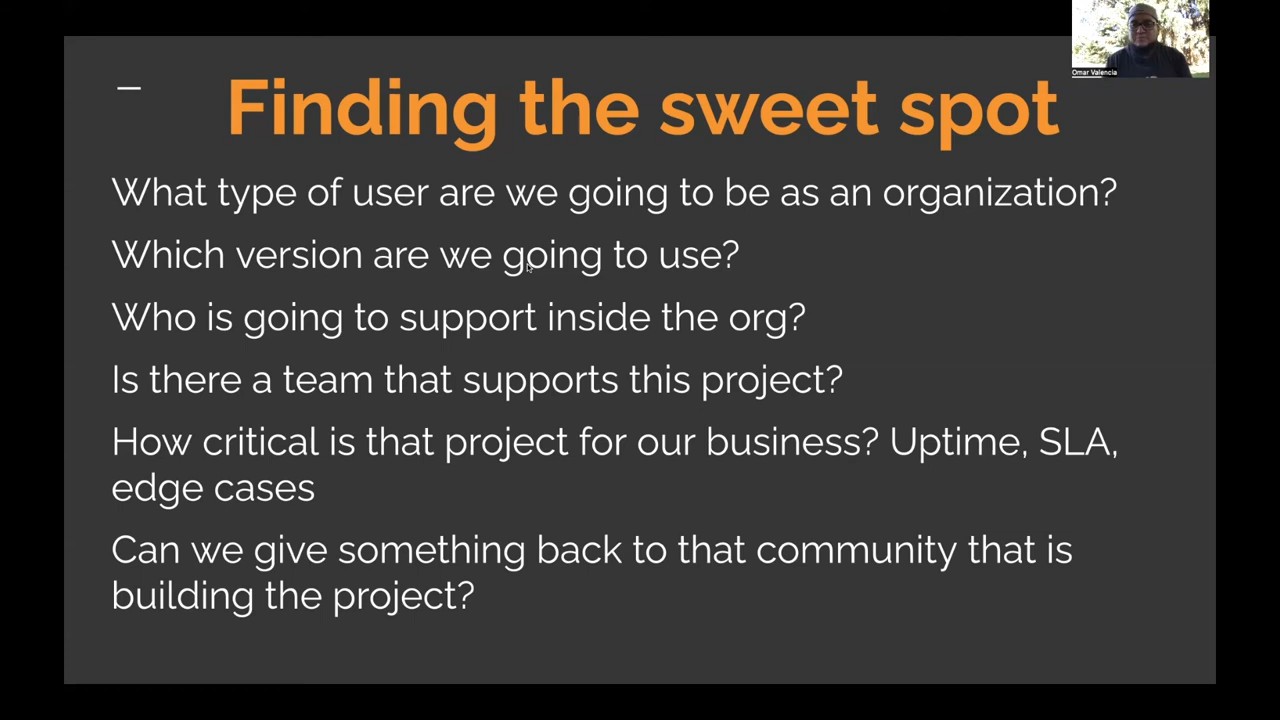 Omar Valencia
Finding the sweet spot
What type of user are we going to be as an organization?
Which version are we going to use?
Who is going to support inside the org?
Is there a team that supports this project?
How critical is that project for our business? Uptime, SLA,
edge cases
Can we give something back to that community that is
building the project?